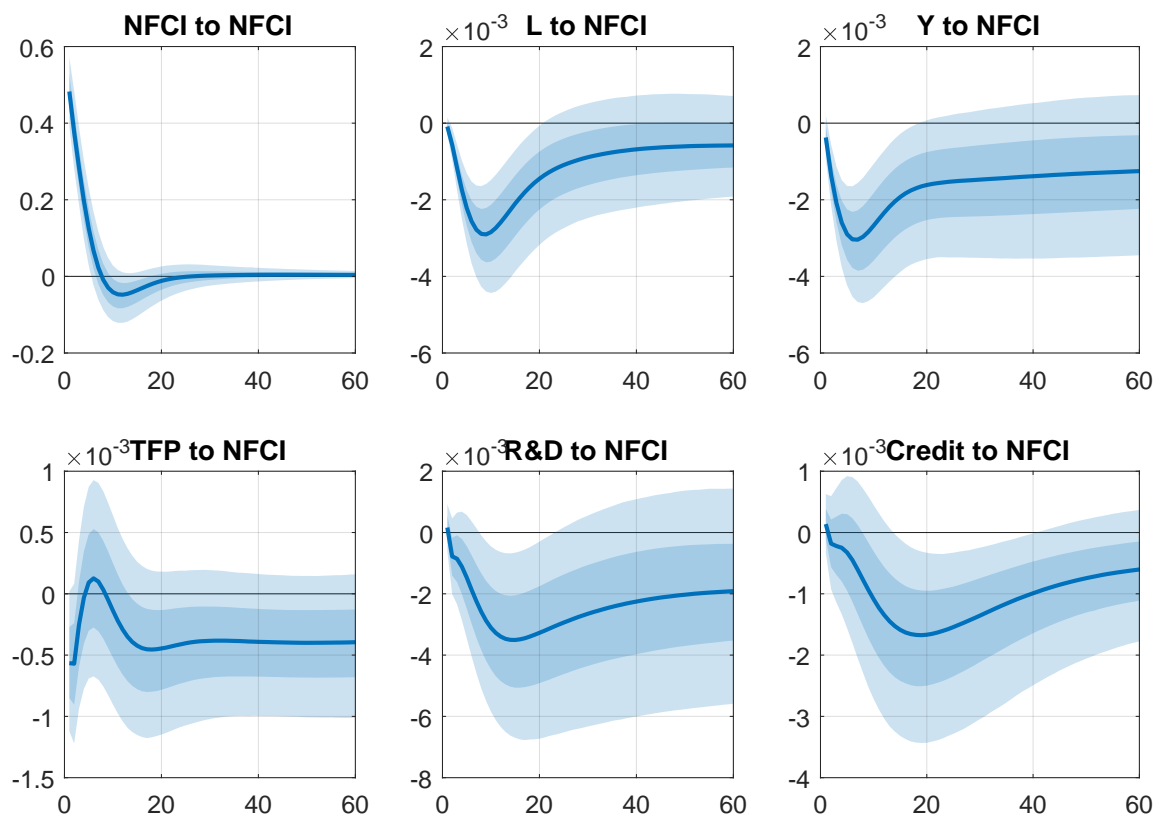 NFCI to NFCI
0.6
0.4
0.2
0
-0.2
0 20 40 60
×10⁻³ L to NFCI
2
0
-2
-4
-6
0 20 40 60
×10⁻³ Y to NFCI
2
0
-2
-4
-6
0 20 40 60
×10⁻³ TFP to NFCI
1
0.5
0
-0.5
-1
-1.5
0 20 40 60
×10⁻³ R&D to NFCI
2
0
-2
-4
-6
-8
0 20 40 60
×10⁻³ Credit to NFCI
1
0
-1
-2
-3
-4
0 20 40 60